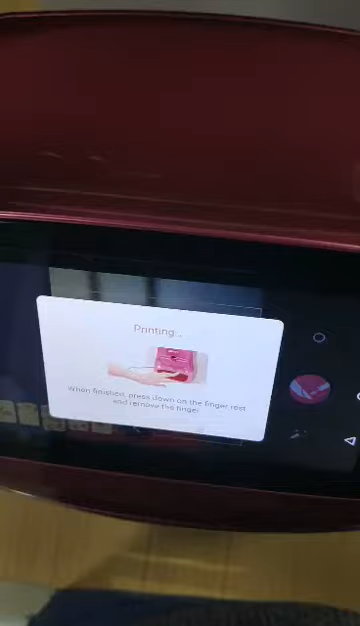 Printing...
When finished, press down on the finger rest
and remove the finger